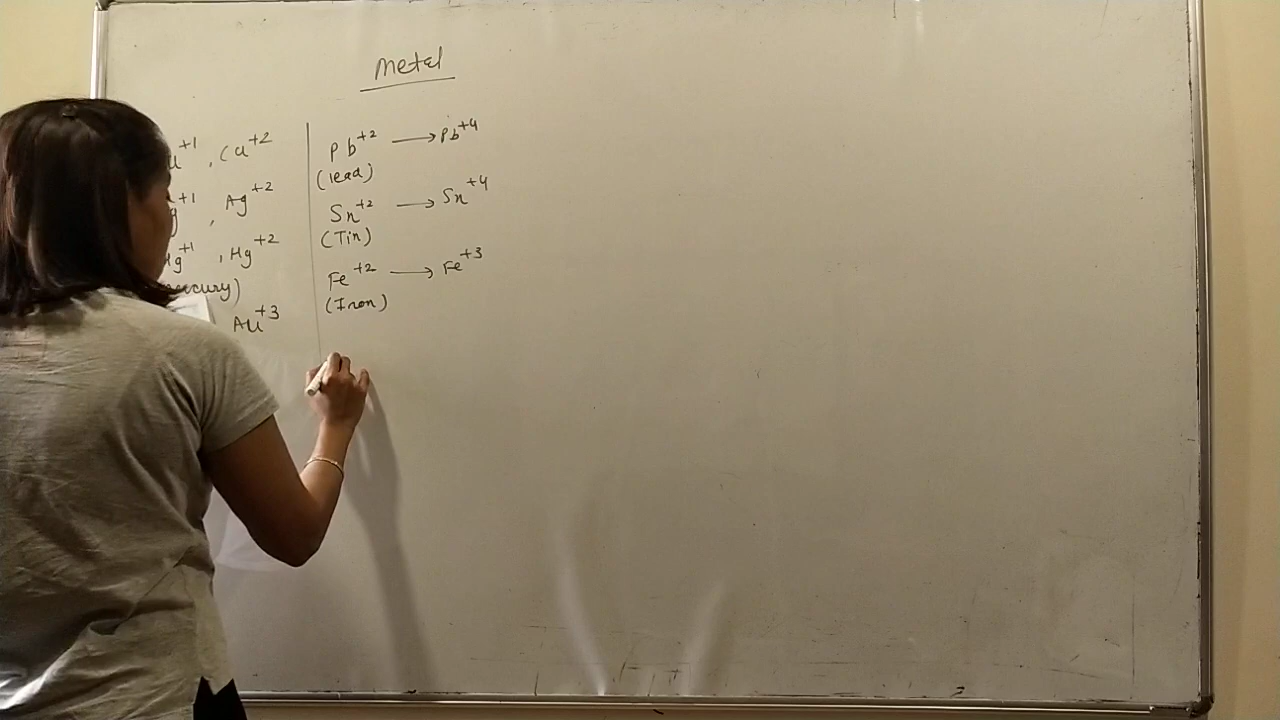 Metal
u⁺¹, Cu⁺²
g⁺¹, Ag⁺²
Hg⁺¹, Hg⁺²
ercury)
Au⁺³
Pb⁺² → Pb⁺⁴
(lead)
Sn⁺² → Sn⁺⁴
(Tin)
Fe⁺² → Fe⁺³
(Iron)